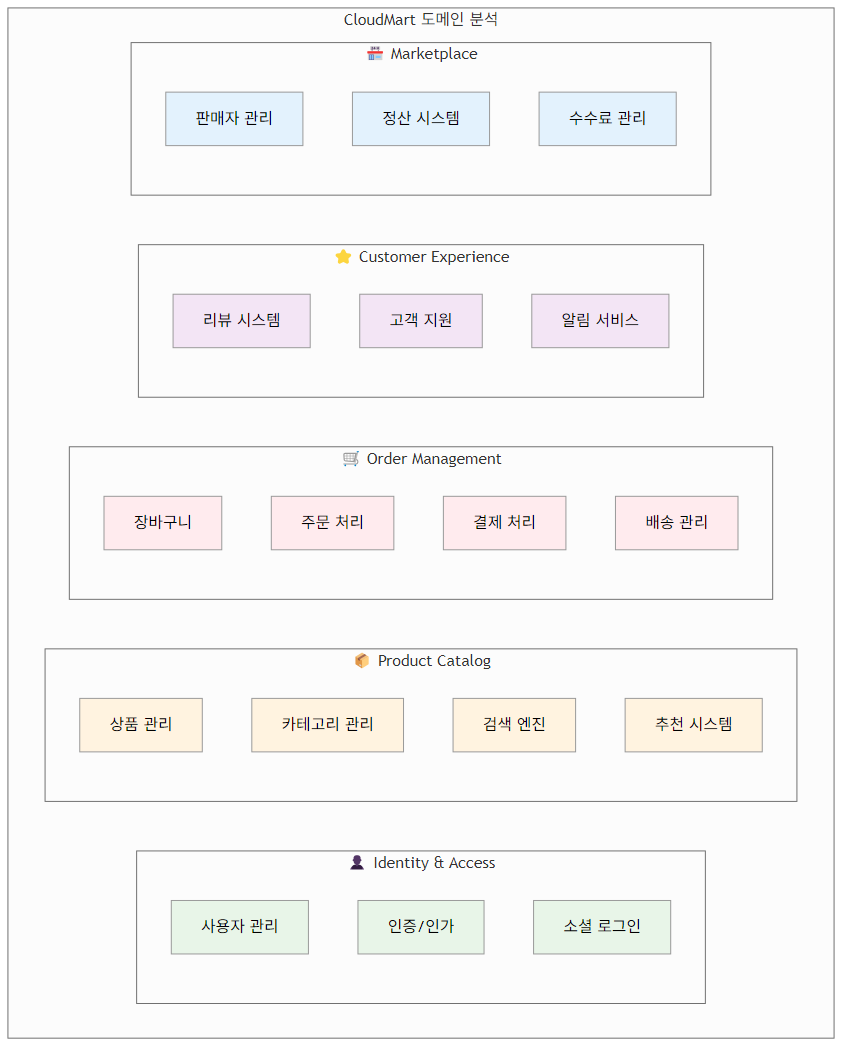 CloudMart 도메인 분석
🏪 Marketplace
판매자 관리
정산 시스템
수수료 관리
⭐ Customer Experience
리뷰 시스템
고객 지원
알림 서비스
🛒 Order Management
장바구니
주문 처리
결제 처리
배송 관리
📦 Product Catalog
상품 관리
카테고리 관리
검색 엔진
추천 시스템
👤 Identity & Access
사용자 관리
인증/인가
소셜 로그인